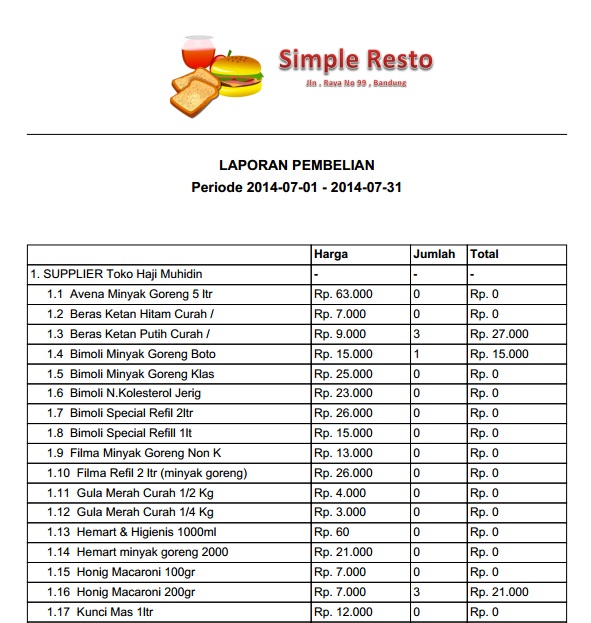 Simple Resto
Jln . Raya No 99 , Bandung
LAPORAN PEMBELIAN
Periode 2014-07-01 - 2014-07-31
Harga Jumlah Total
1. SUPPLIER Toko Haji Muhidin - - -
1.1 Avena Minyak Goreng 5 ltr Rp. 63.000 0 Rp. 0
1.2 Beras Ketan Hitam Curah / Rp. 7.000 0 Rp. 0
1.3 Beras Ketan Putih Curah / Rp. 9.000 3 Rp. 27.000
1.4 Bimoli Minyak Goreng Boto Rp. 15.000 1 Rp. 15.000
1.5 Bimoli Minyak Goreng Klas Rp. 25.000 0 Rp. 0
1.6 Bimoli N.Kolesterol Jerig Rp. 23.000 0 Rp. 0
1.7 Bimoli Special Refil 2ltr Rp. 26.000 0 Rp. 0
1.8 Bimoli Special Refill 1lt Rp. 15.000 0 Rp. 0
1.9 Filma Minyak Goreng Non K Rp. 13.000 0 Rp. 0
1.10 Filma Refil 2 ltr (minyak goreng) Rp. 26.000 0 Rp. 0
1.11 Gula Merah Curah 1/2 Kg Rp. 4.000 0 Rp. 0
1.12 Gula Merah Curah 1/4 Kg Rp. 3.000 0 Rp. 0
1.13 Hemart & Higienis 1000ml Rp. 60 0 Rp. 0
1.14 Hemart minyak goreng 2000 Rp. 21.000 0 Rp. 0
1.15 Honig Macaroni 100gr Rp. 7.000 0 Rp. 0
1.16 Honig Macaroni 200gr Rp. 7.000 3 Rp. 21.000
1.17 Kunci Mas 1ltr Rp. 12.000 0 Rp. 0